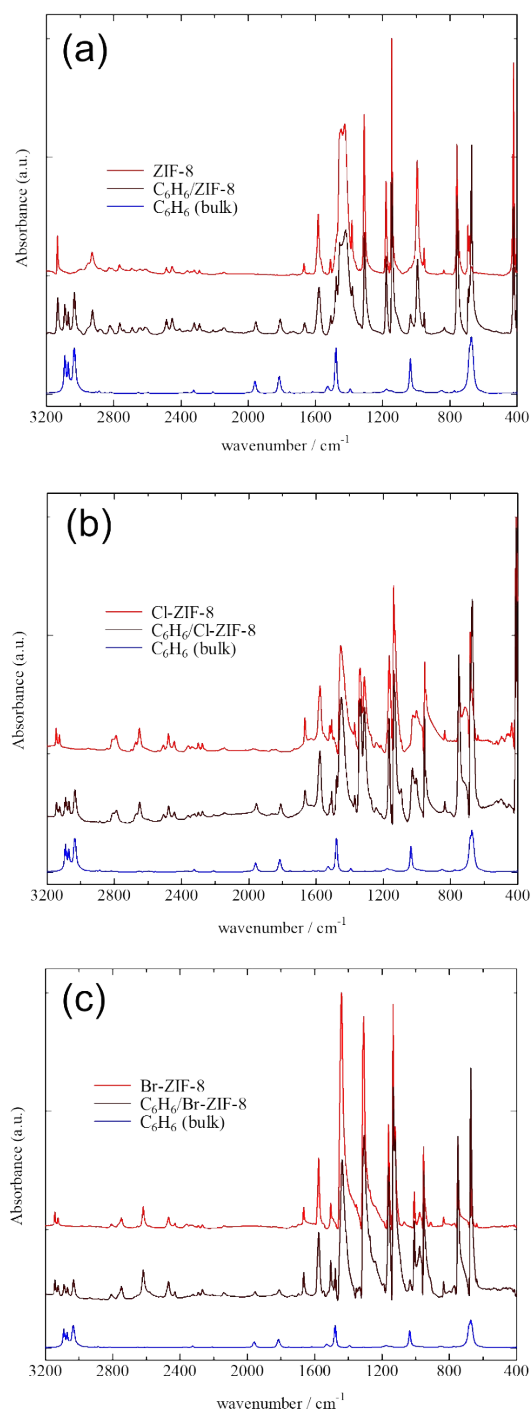 (a)
Absorbance (a.u.)
ZIF-8
C₆H₆/ZIF-8
C₆H₆ (bulk)
3200 2800 2400 2000 1600 1200 800 400
wavenumber / cm⁻¹
(b)
Absorbance (a.u.)
Cl-ZIF-8
C₆H₆/Cl-ZIF-8
C₆H₆ (bulk)
3200 2800 2400 2000 1600 1200 800 400
wavenumber / cm⁻¹
(c)
Absorbance (a.u.)
Br-ZIF-8
C₆H₆/Br-ZIF-8
C₆H₆ (bulk)
3200 2800 2400 2000 1600 1200 800 400
wavenumber / cm⁻¹